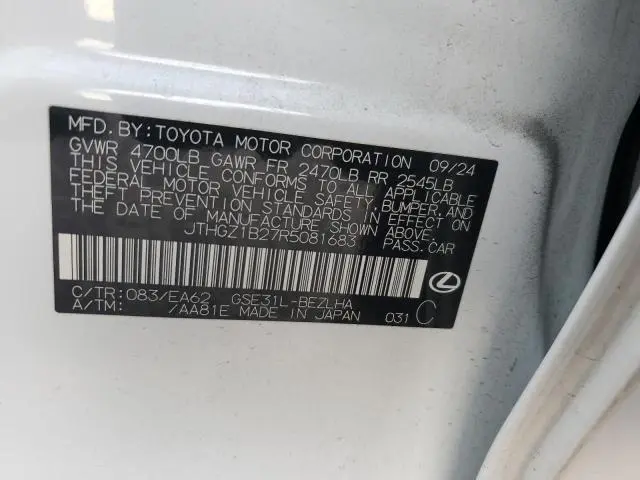 MFD. BY: TOYOTA MOTOR CORPORATION 09/24
GVWR 4700LB GAWR FR 2470LB RR 2545LB
THIS VEHICLE CONFORMS TO ALL APPLICABLE
FEDERAL MOTOR VEHICLE SAFETY, BUMPER, AND
THEFT PREVENTION STANDARDS IN EFFECT ON
THE DATE OF MANUFACTURE SHOWN ABOVE.
JTHGZ1B27R5081683 PASS.CAR
C/TR: 083/EA62 GSE31L-BEZLHA
A/TM: /AA81E MADE IN JAPAN 031 C